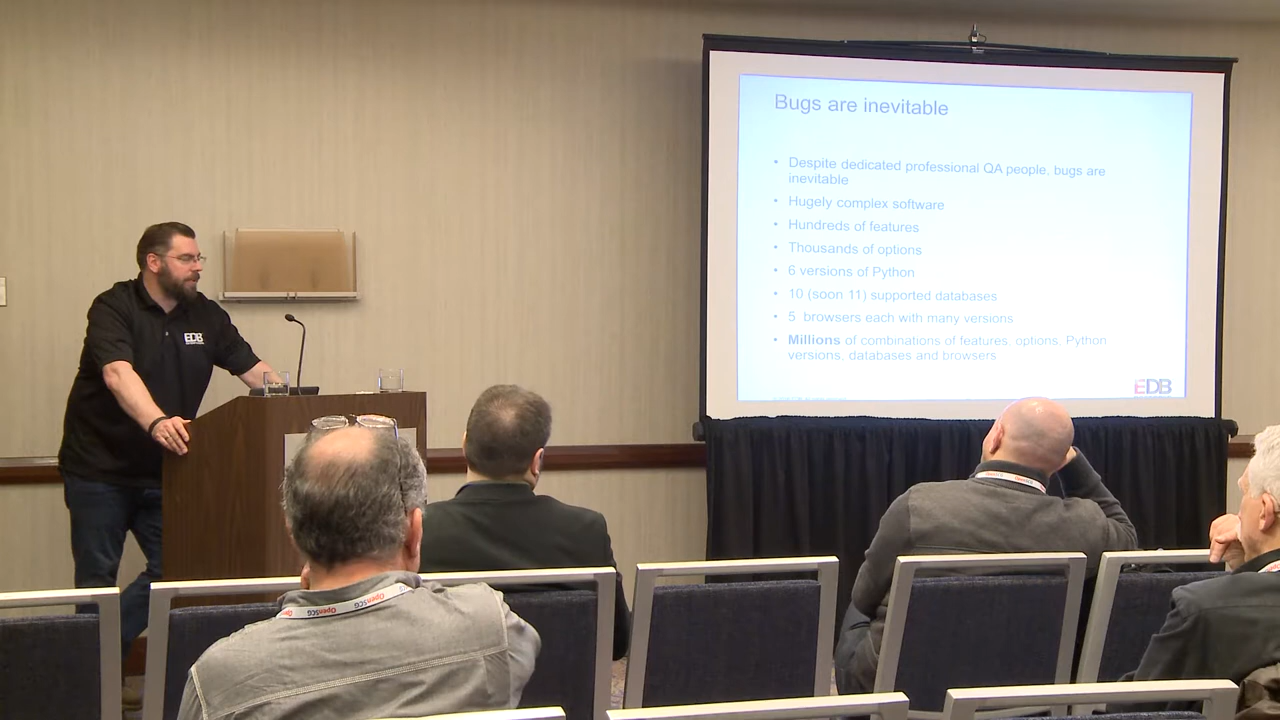 Bugs are inevitable
• Despite dedicated professional QA people, bugs are
inevitable
• Hugely complex software
• Hundreds of features
• Thousands of options
• 6 versions of Python
• 10 (soon 11) supported databases
• 5 browsers each with many versions
• Millions of combinations of features, options, Python
versions, databases and browsers
EDB
EDB
OpenSCG
OpenSCG